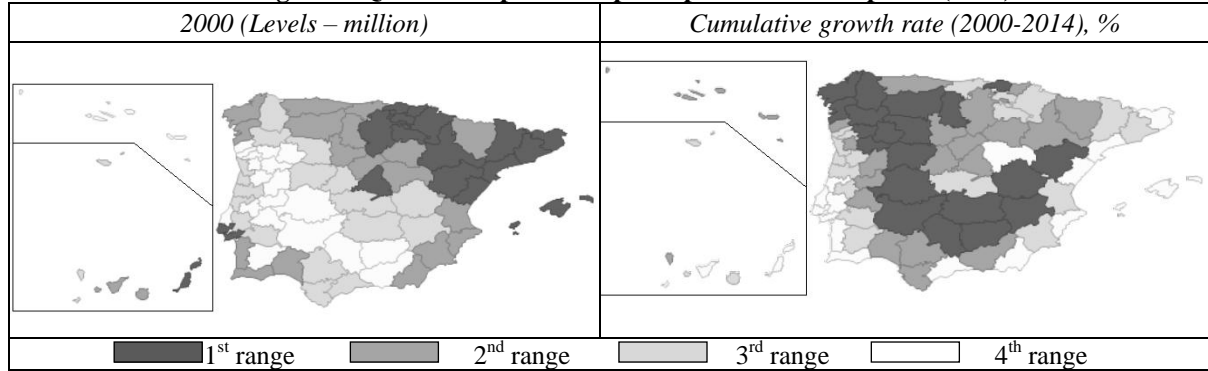 2000 (Levels – million)
Cumulative growth rate (2000-2014), %
1st range
2nd range
3rd range
4th range